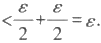 < ε/2 + ε/2 = ε.